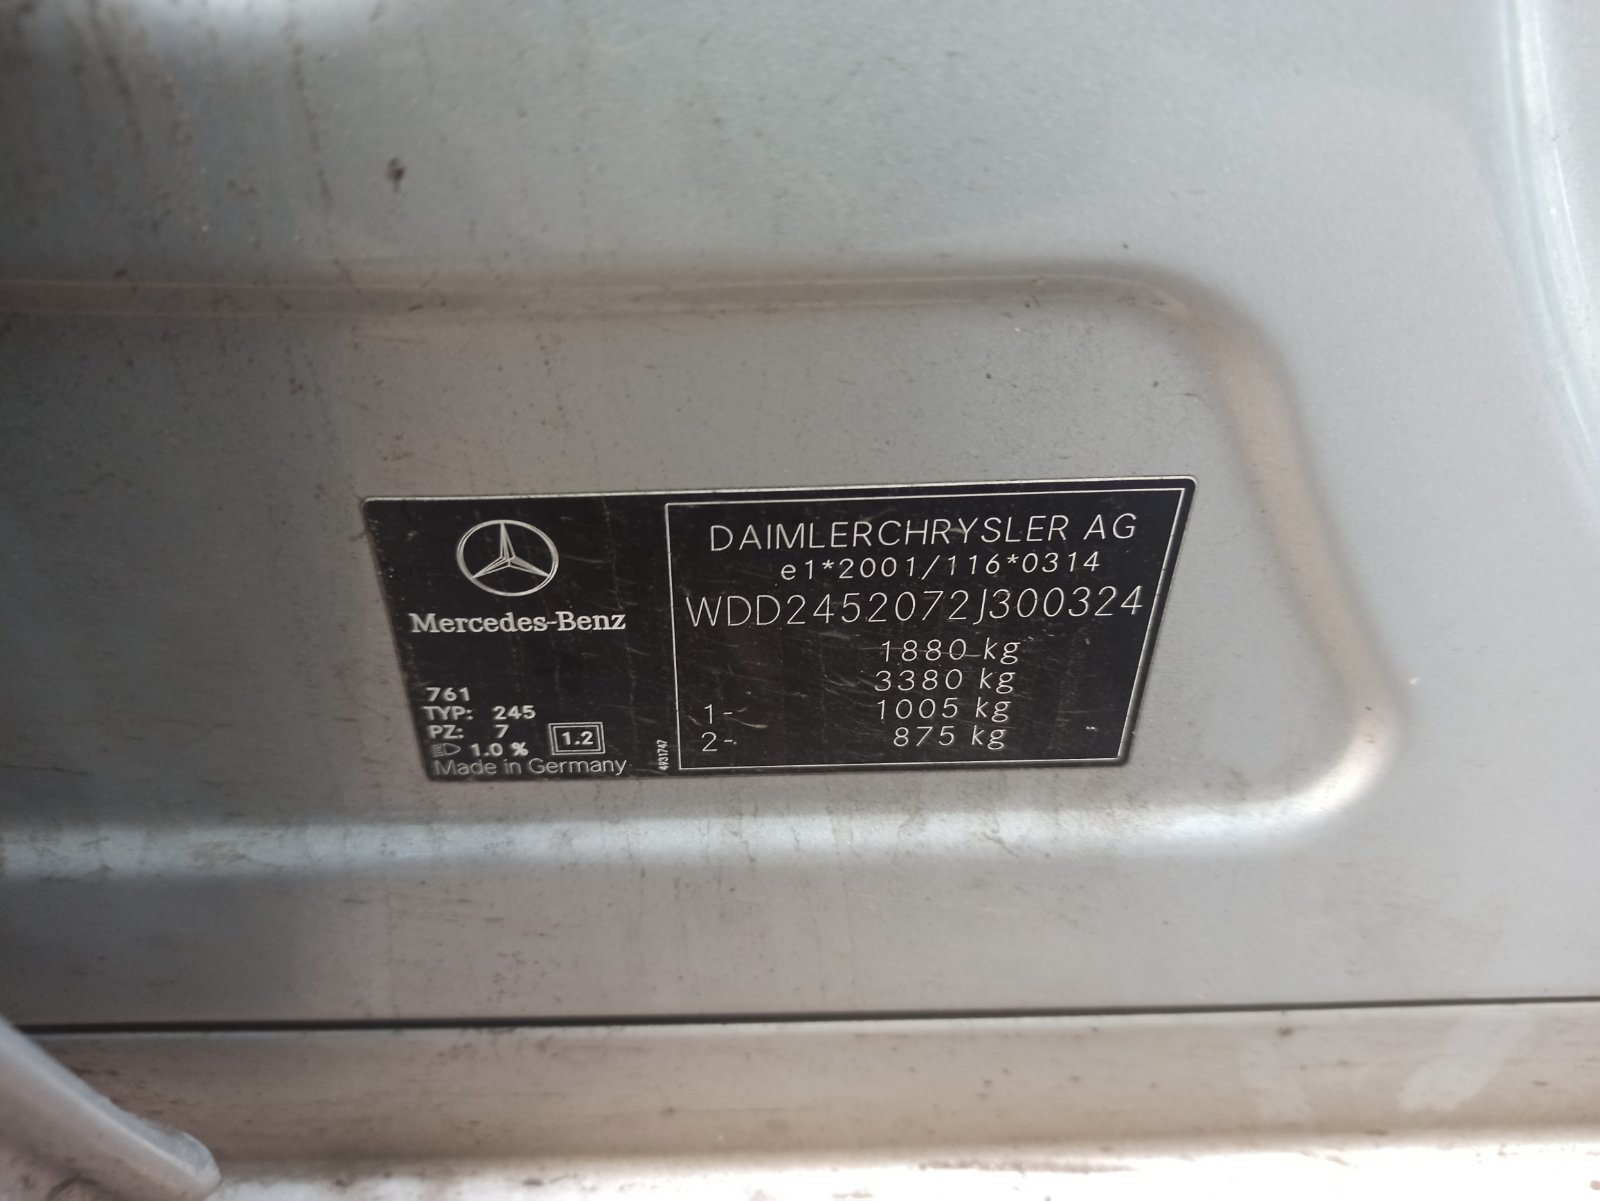 Mercedes-Benz
761
TYP: 245
PZ: 7
1.0 %
1.2
Made in Germany
4931747
DAIMLERCHRYSLER AG
e1*2001/116*0314
WDD2452072J300324
1880 kg
3380 kg
1- 1005 kg
2- 875 kg